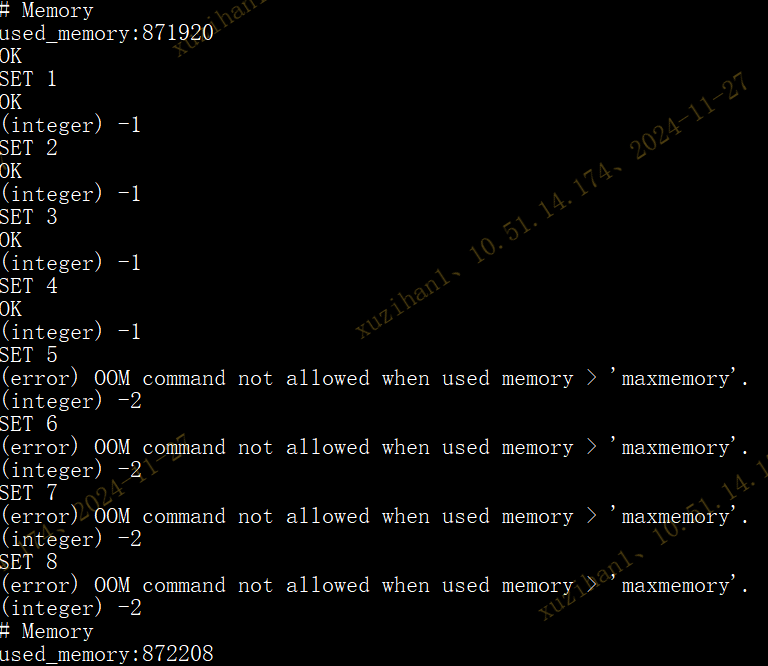 # Memory
used_memory:871920
OK
SET 1
OK
(integer) -1
SET 2
OK
(integer) -1
SET 3
OK
(integer) -1
SET 4
OK
(integer) -1
SET 5
(error) OOM command not allowed when used memory > 'maxmemory'.
(integer) -2
SET 6
(error) OOM command not allowed when used memory > 'maxmemory'.
(integer) -2
SET 7
(error) OOM command not allowed when used memory > 'maxmemory'.
(integer) -2
SET 8
(error) OOM command not allowed when used memory > 'maxmemory'.
(integer) -2
# Memory
used_memory:872208
xuzihan1、10.51.14.174、2024-11-27